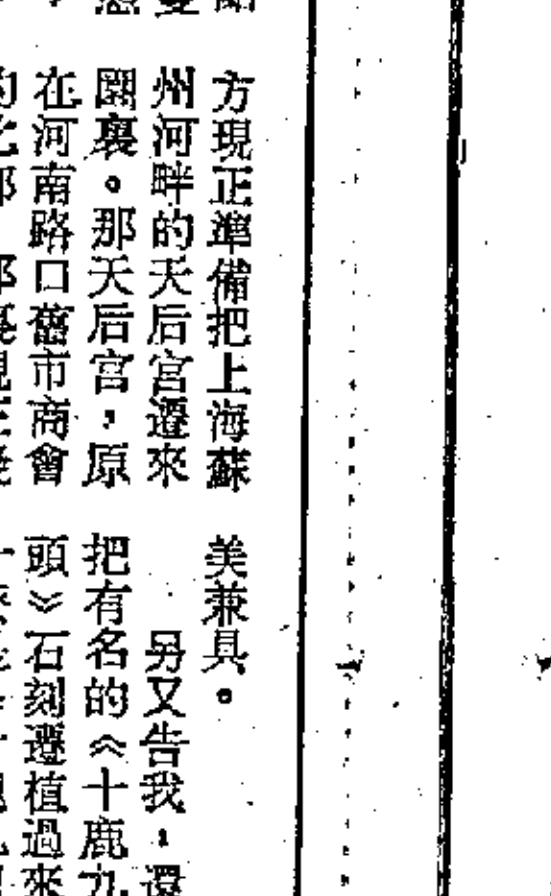 方現正準備把上海蘇
州河畔的天后宮遷來
園裏。那天后宮，原
在河南路口舊市商會
美兼具。
另又告我，還
把有名的《十鹿九
頭》石刻遷植過來